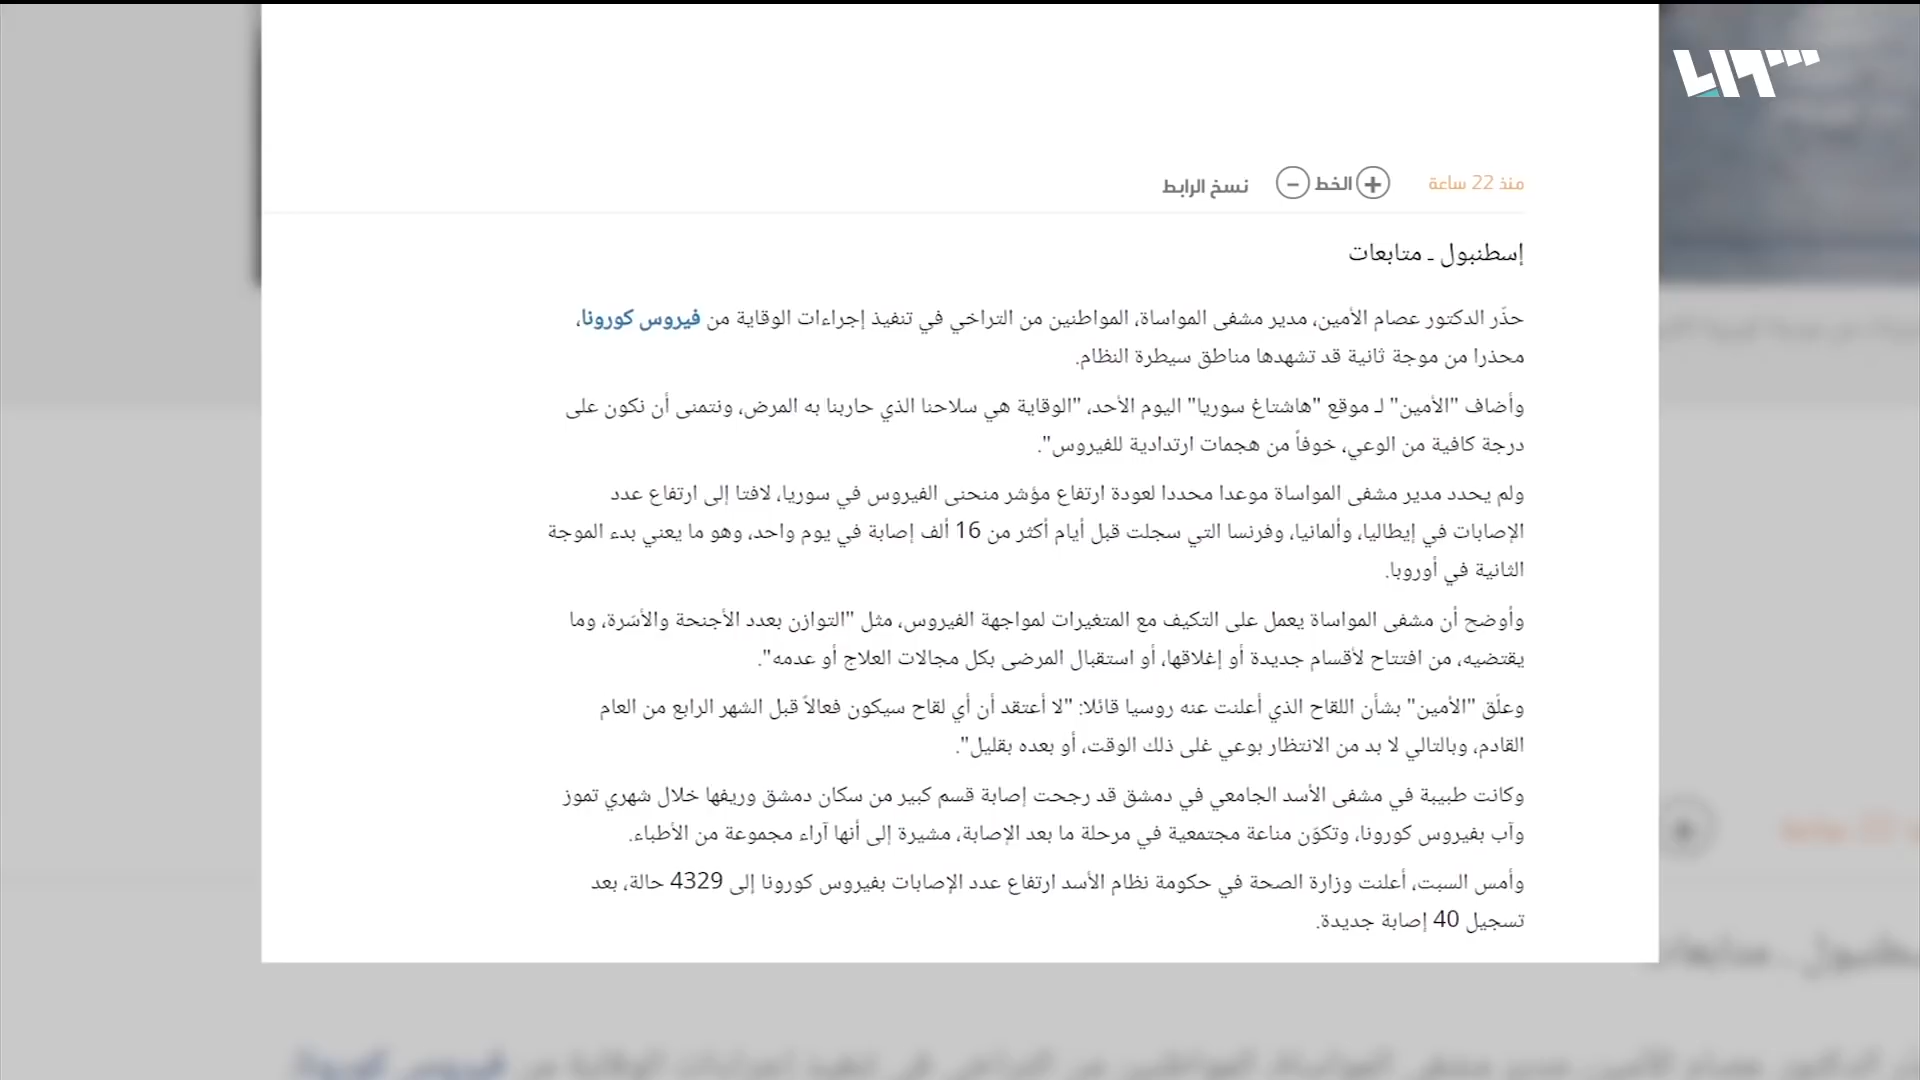 منذ 22 ساعة + الخط - نسخ الرابط
إسطنبول ـ متابعات
حذّر الدكتور عصام الأمين، مدير مشفى المواساة، المواطنين من التراخي في تنفيذ إجراءات الوقاية من فيروس كورونا،
محذرا من موجة ثانية قد تشهدها مناطق سيطرة النظام.
وأضاف "الأمين" لـ موقع "هاشتاغ سوريا" اليوم الأحد، "الوقاية هي سلاحنا الذي حاربنا به المرض، ونتمنى أن نكون على
درجة كافية من الوعي، خوفاً من هجمات ارتدادية للفيروس".
ولم يحدد مدير مشفى المواساة موعدا محددا لعودة ارتفاع مؤشر منحنى الفيروس في سوريا، لافتا إلى ارتفاع عدد
الإصابات في إيطاليا، وألمانيا، وفرنسا التي سجلت قبل أيام أكثر من 16 ألف إصابة في يوم واحد، وهو ما يعني بدء الموجة
الثانية في أوروبا.
وأوضح أن مشفى المواساة يعمل على التكيف مع المتغيرات لمواجهة الفيروس، مثل "التوازن بعدد الأجنحة والأسّرة، وما
يقتضيه، من افتتاح لأقسام جديدة أو إغلاقها، أو استقبال المرضى بكل مجالات العلاج أو عدمه".
وعلّق "الأمين" بشأن اللقاح الذي أعلنت عنه روسيا قائلا: "لا أعتقد أن أي لقاح سيكون فعالاً قبل الشهر الرابع من العام
القادم، وبالتالي لا بد من الانتظار بوعي غلى ذلك الوقت، أو بعده بقليل".
وكانت طبيبة في مشفى الأسد الجامعي في دمشق قد رجحت إصابة قسم كبير من سكان دمشق وريفها خلال شهري تموز
وآب بفيروس كورونا، وتكوّن مناعة مجتمعية في مرحلة ما بعد الإصابة، مشيرة إلى أنها آراء مجموعة من الأطباء.
وأمس السبت، أعلنت وزارة الصحة في حكومة نظام الأسد ارتفاع عدد الإصابات بفيروس كورونا إلى 4329 حالة، بعد
تسجيل 40 إصابة جديدة.